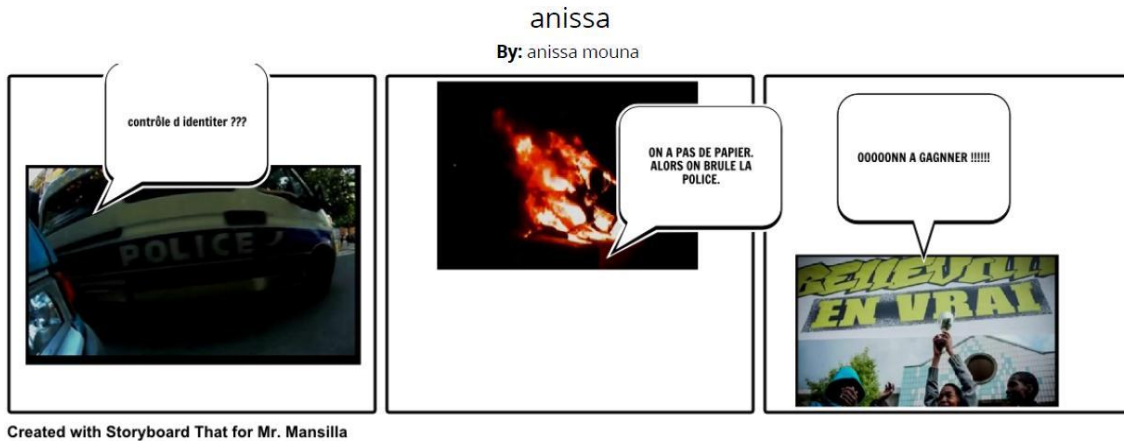 anissa
By: anissa mouna
contrôle d identiter ???
POLICE
ON A PAS DE PAPIER.
ALORS ON BRULE LA
POLICE.
OOOOONN A GAGNNER !!!!!!
BELLEVILLE
EN VRAI
Created with Storyboard That for Mr. Mansilla